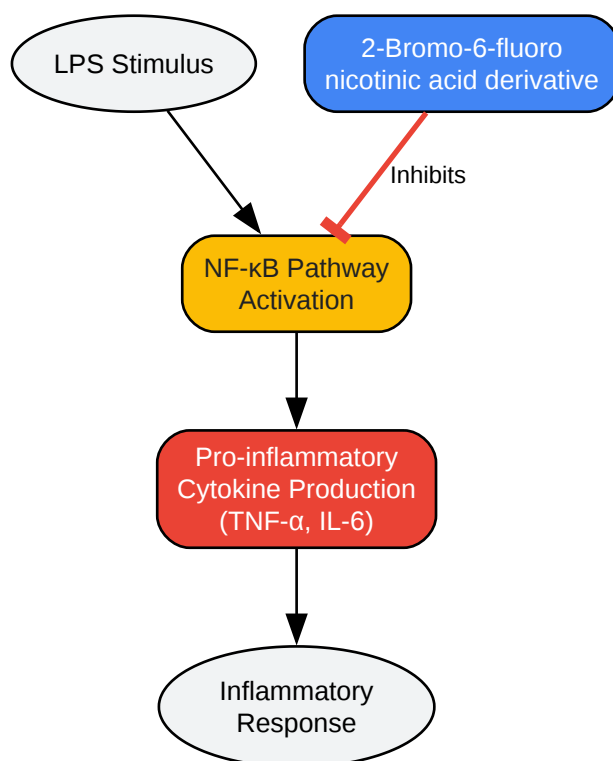 LPS Stimulus
2-Bromo-6-fluoro
nicotinic acid derivative
Inhibits
NF-κB Pathway
Activation
Pro-inflammatory
Cytokine Production
(TNF-α, IL-6)
Inflammatory
Response